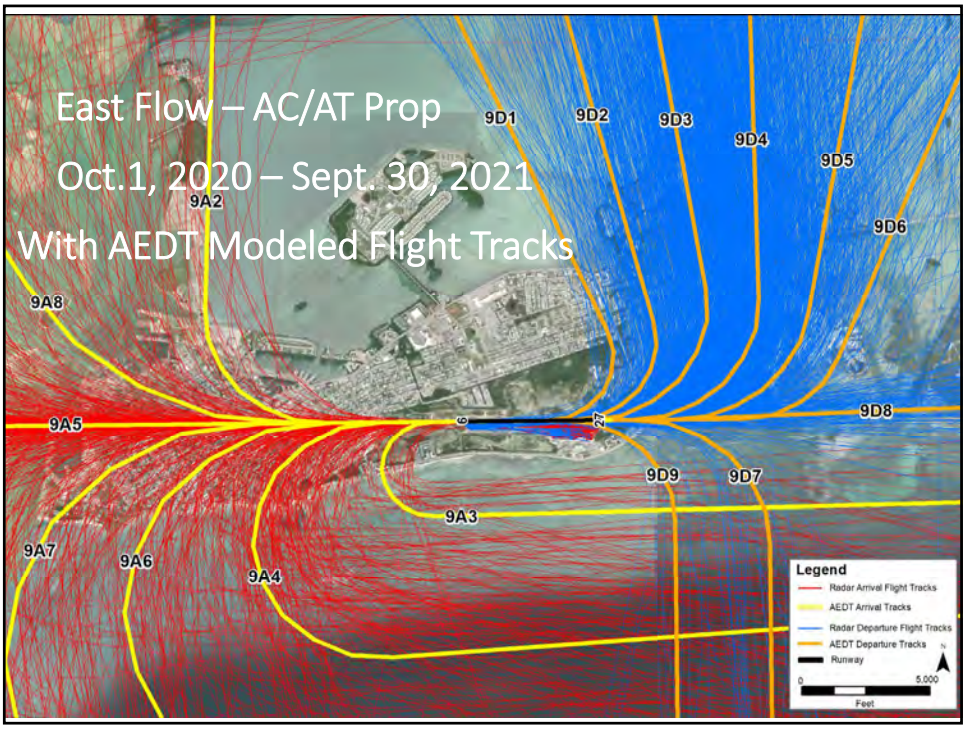 East Flow – AC/AT Prop
Oct.1, 2020 – Sept. 30, 2021
With AEDT Modeled Flight Tracks
9D1
9D2
9D3
9D4
9D5
9D6
9A2
9A8
9A5
9
27
9D8
9D9
9D7
9A3
9A7
9A6
9A4
Legend
Radar Arrival Flight Tracks
AEDT Arrival Tracks
Radar Departure Flight Tracks
AEDT Departure Tracks
Runway
N
0 5,000
Feet